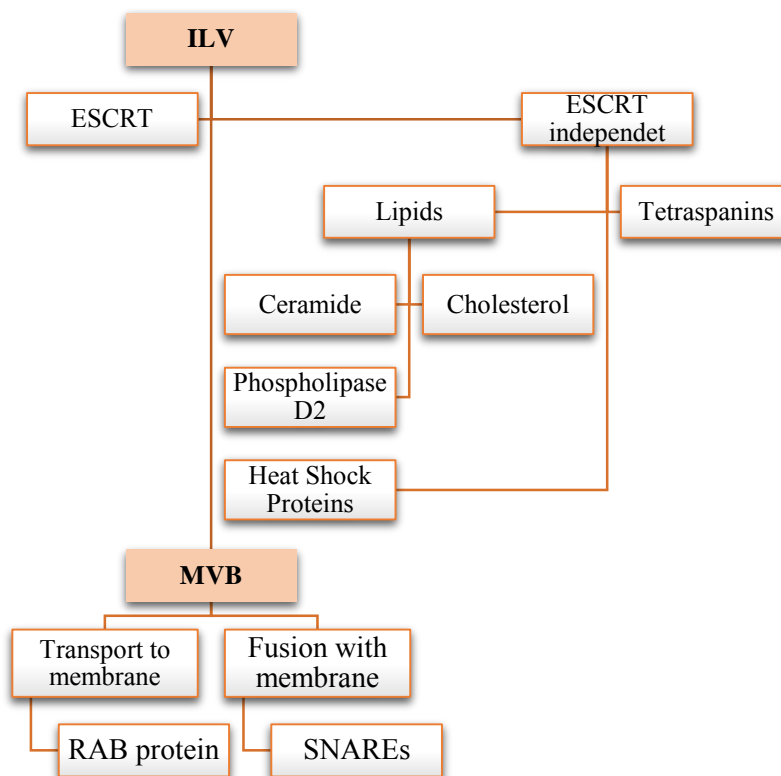 ILV
ESCRT
ESCRT
independet
Lipids
Tetraspanins
Ceramide
Cholesterol
Phospholipase
D2
Heat Shock
Proteins
MVB
Transport to
membrane
Fusion with
membrane
RAB protein
SNAREs